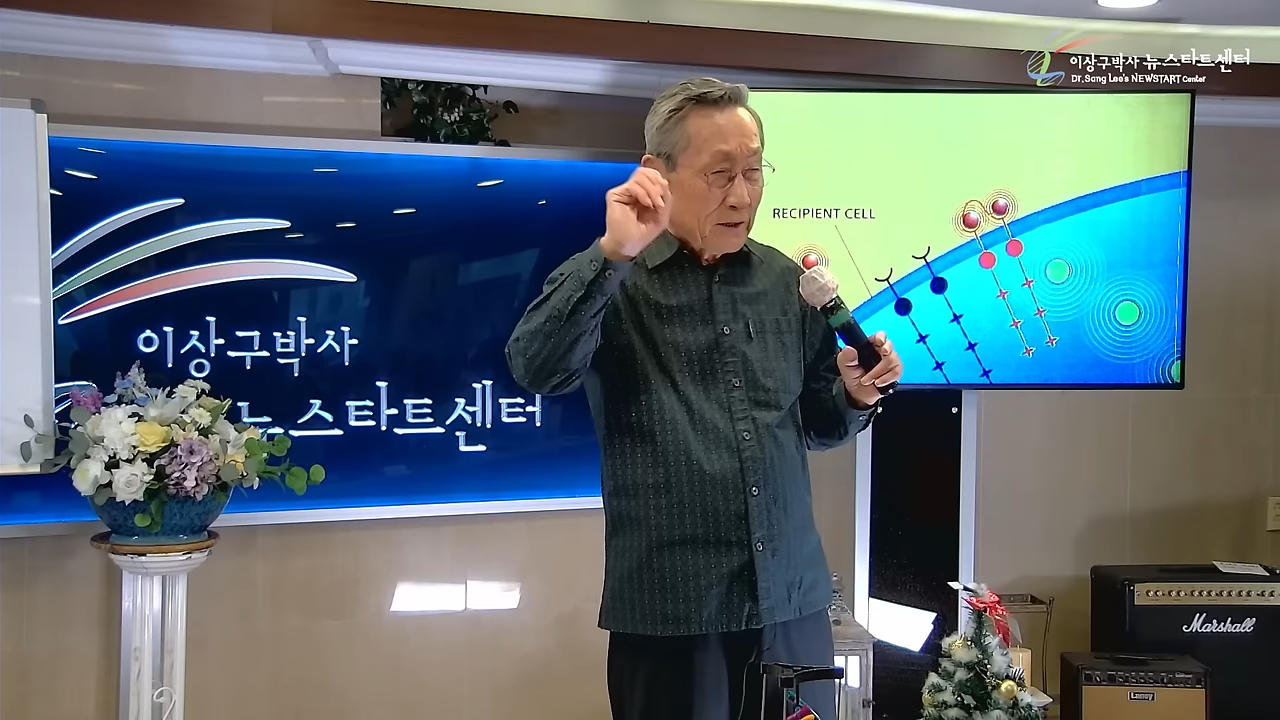 이상구박사 뉴스타트센터
Dr. Sang Lee's NEWSTART Center
RECIPIENT CELL
이상구박사
뉴스타트센터
Marshall
Laney